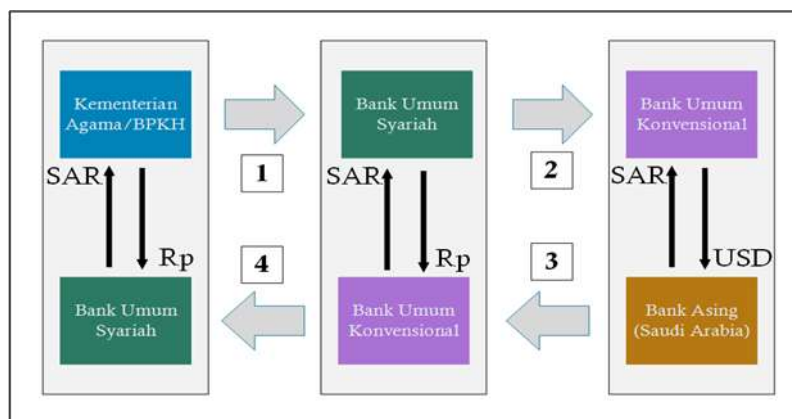 Kementerian
Agama/BPKH
SAR
Rp
Bank Umum
Syariah
1
4
Bank Umum
Syariah
SAR
Rp
Bank Umum
Konvensional
2
3
Bank Umum
Konvensional
SAR
USD
Bank Asing
(Saudi Arabia)